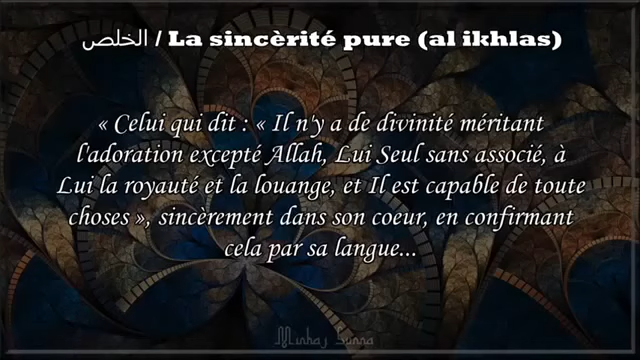 الخلص / La sincèrité pure (al ikhlas)
« Celui qui dit : « Il n'y a de divinité méritant
l'adoration excepté Allah, Lui Seul sans associé, à
Lui la royauté et la louange, et Il est capable de toute
choses », sincèrement dans son coeur, en confirmant
cela par sa langue...
Minhaj Sunna